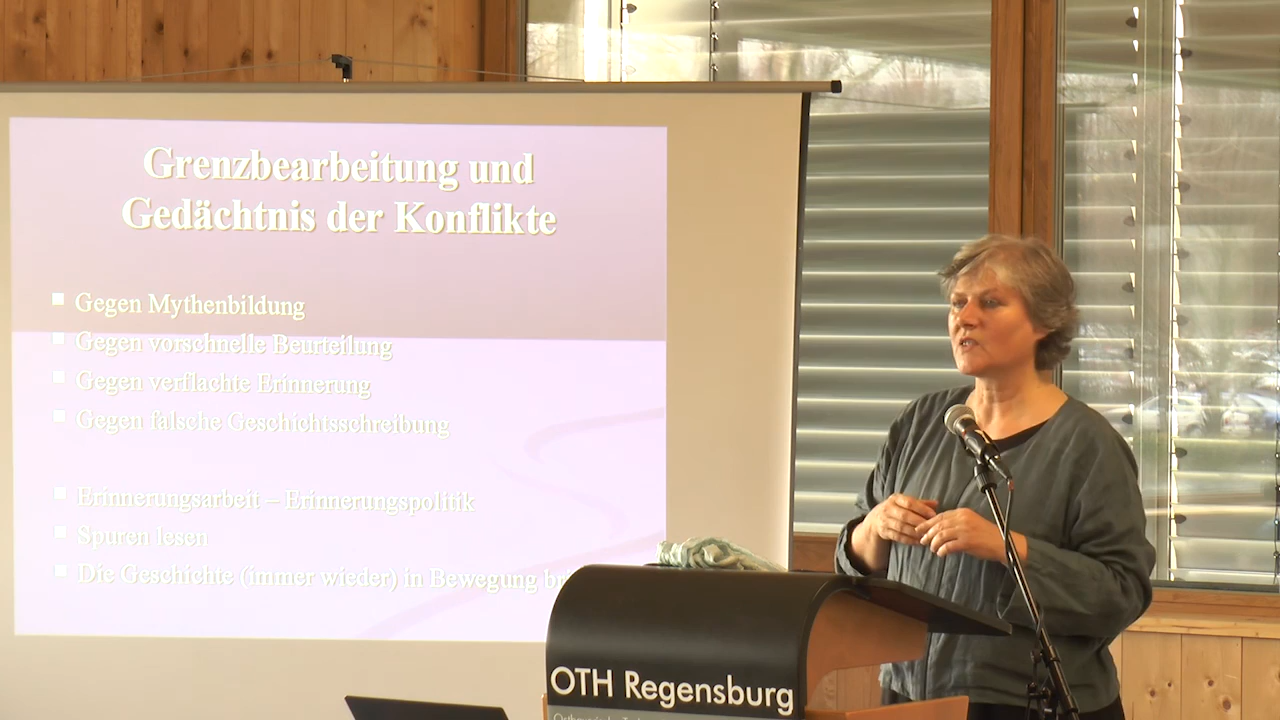 Grenzbearbeitung und
Gedächtnis der Konflikte
Gegen Mythenbildung
Gegen vorschnelle Beurteilung
Gegen verflachte Erinnerung
Gegen falsche Geschichtsschreibung
Erinnerungsarbeit – Erinnerungspolitik
Spuren lesen
Die Geschichte (immer wieder) in Bewegung
OTH Regensburg